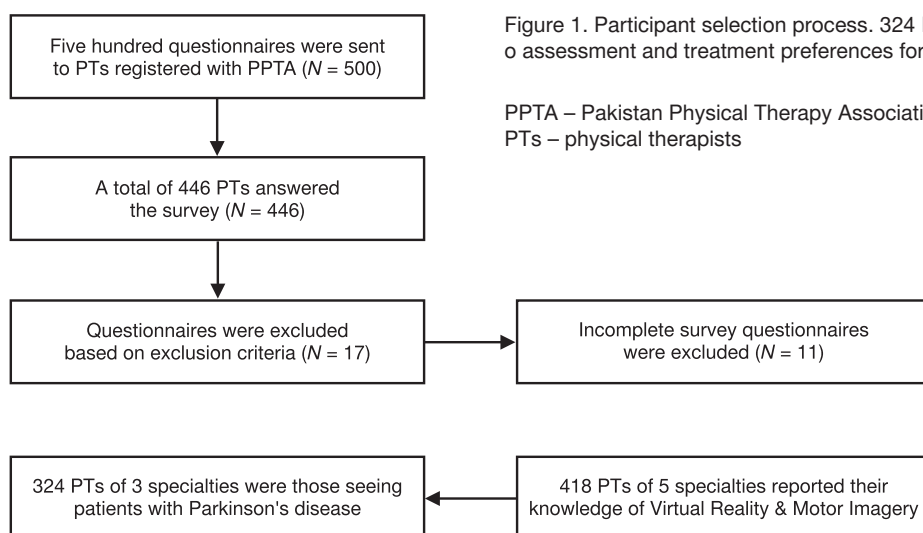 Five hundred questionnaires were sent
to PTs registered with PPTA (N = 500)
Figure 1. Participant selection process. 324
o assessment and treatment preferences for
PPTA – Pakistan Physical Therapy
PTs – physical therapists
A total of 446 PTs answered
the survey (N = 446)
Questionnaires were excluded
based on exclusion criteria (N = 17)
Incomplete survey questionnaires
were excluded (N = 11)
324 PTs of 3 specialties were those seeing
patients with Parkinson's disease
418 PTs of 5 specialties reported their
knowledge of Virtual Reality & Motor Imagery